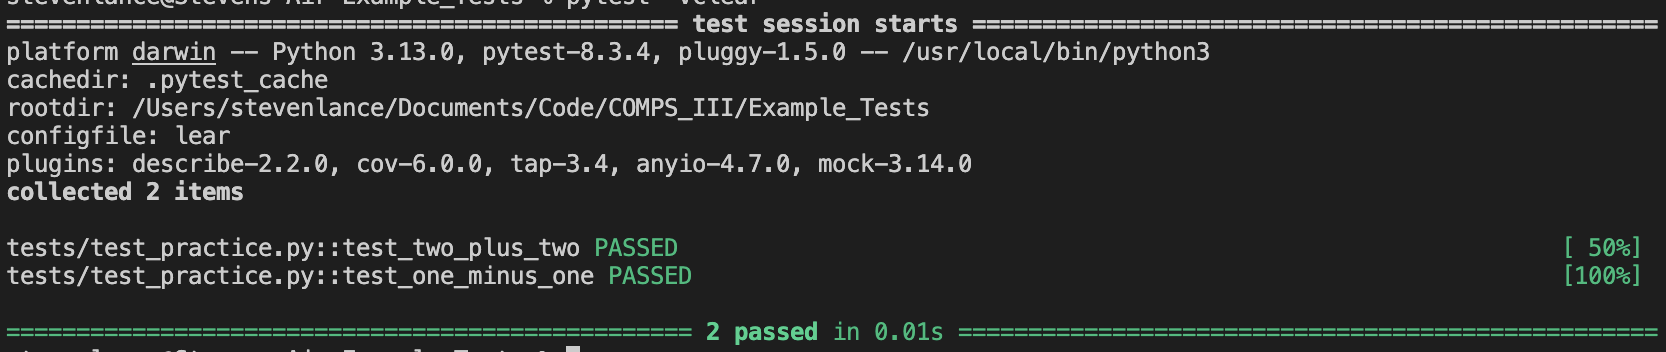 ============================================== test session starts ==============================================
platform darwin -- Python 3.13.0, pytest-8.3.4, pluggy-1.5.0 -- /usr/local/bin/python3
cachedir: .pytest_cache
rootdir: /Users/stevenlance/Documents/Code/COMPS_III/Example_Tests
configfile: lear
plugins: describe-2.2.0, cov-6.0.0, tap-3.4, anyio-4.7.0, mock-3.14.0
collected 2 items
tests/test_practice.py::test_two_plus_two PASSED [ 50%]
tests/test_practice.py::test_one_minus_one PASSED [100%]
================================================= 2 passed in 0.01s ==================================================